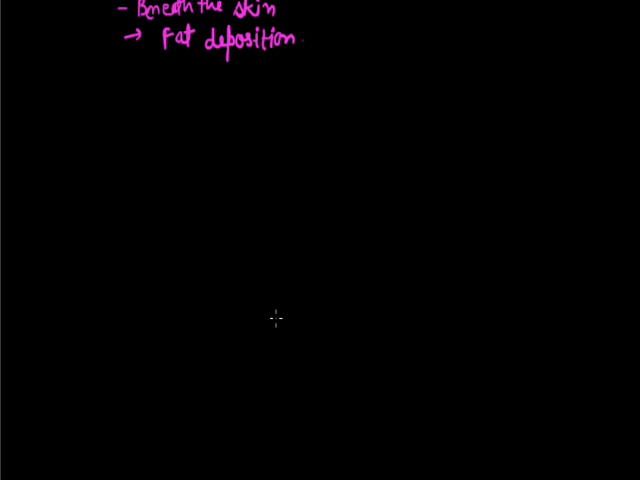 - Beneath the skin
→ Fat deposition.